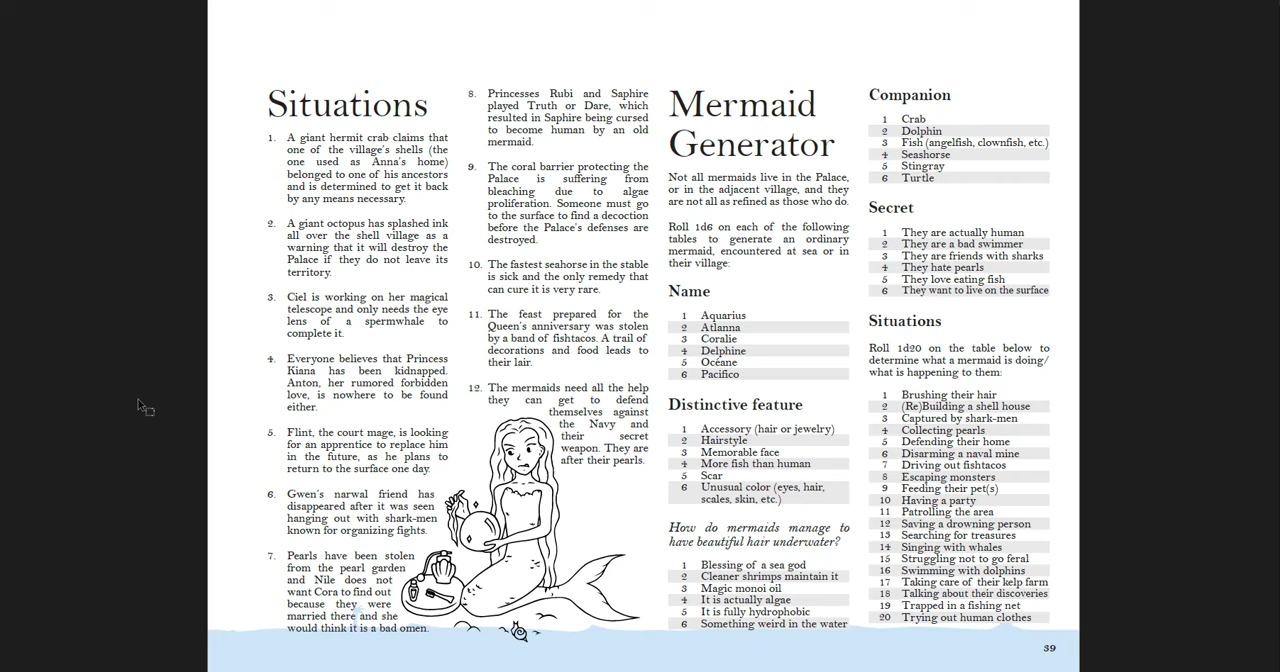 Situations
1. A giant hermit crab claims that
one of the village's shells (the
one used as Anna's home)
belonged to one of his ancestors
and is determined to get it back
by any means necessary.
2. A giant octopus has splashed ink
all over the shell village as a
warning that it will destroy the
Palace if they do not leave its
territory.
3. Ciel is working on her magical
telescope and only needs the eye
lens of a spermwhale to
complete it.
4. Everyone believes that Princess
Kiana has been kidnapped.
Anton, her rumored forbidden
love, is nowhere to be found
either.
5. Flint, the court mage, is looking
for an apprentice to replace him
in the future, as he plans to
return to the surface one day.
6. Gwen's narwal friend has
disappeared after it was seen
hanging out with shark-men
known for organizing fights.
7. Pearls have been stolen
from the pearl garden
and Nile does not
want Cora to find out
because they were
married there and she
would think it is a bad omen.
8. Princesses Rubi and Saphire
played Truth or Dare, which
resulted in Saphire being cursed
to become human by an old
mermaid.
9. The coral barrier protecting the
Palace is suffering from
bleaching due to algae
proliferation. Someone must go
to the surface to find a decoction
before the Palace's defenses are
destroyed.
10. The fastest seahorse in the stable
is sick and the only remedy that
can cure it is very rare.
11. The feast prepared for the
Queen's anniversary was stolen
by a band of fishtacos. A trail of
decorations and food leads to
their lair.
12. The mermaids need all the help
they can get to defend
themselves against
the Navy and
their secret
weapon. They are
after their pearls.
Mermaid
Generator
Not all mermaids live in the Palace,
or in the adjacent village, and they
are not all as refined as those who do.
Roll 1d6 on each of the following
tables to generate an ordinary
mermaid, encountered at sea or in
their village:
Name
1 Aquarius
2 Atlanna
3 Coralie
4 Delphine
5 Océane
6 Pacifico
Distinctive feature
1 Accessory (hair or jewelry)
2 Hairstyle
3 Memorable face
4 More fish than human
5 Scar
6 Unusual color (eyes, hair,
scales, skin, etc.)
How do mermaids manage to
have beautiful hair underwater?
1 Blessing of a sea god
2 Cleaner shrimps maintain it
3 Magic monoi oil
4 It is actually algae
5 It is fully hydrophobic
6 Something weird in the water
Companion
1 Crab
2 Dolphin
3 Fish (angelfish, clownfish, etc.)
4 Seahorse
5 Stingray
6 Turtle
Secret
1 They are actually human
2 They are a bad swimmer
3 They are friends with sharks
4 They hate pearls
5 They love eating fish
6 They want to live on the surface
Situations
Roll 1d20 on the table below to
determine what a mermaid is doing/
what is happening to them:
1 Brushing their hair
2 (Re)Building a shell house
3 Captured by shark-men
4 Collecting pearls
5 Defending their home
6 Disarming a naval mine
7 Driving out fishtacos
8 Escaping monsters
9 Feeding their pet(s)
10 Having a party
11 Patrolling the area
12 Saving a drowning person
13 Searching for treasures
14 Singing with whales
15 Struggling not to go feral
16 Swimming with dolphins
17 Taking care of their kelp farm
18 Talking about their discoveries
19 Trapped in a fishing net
20 Trying out human clothes
39